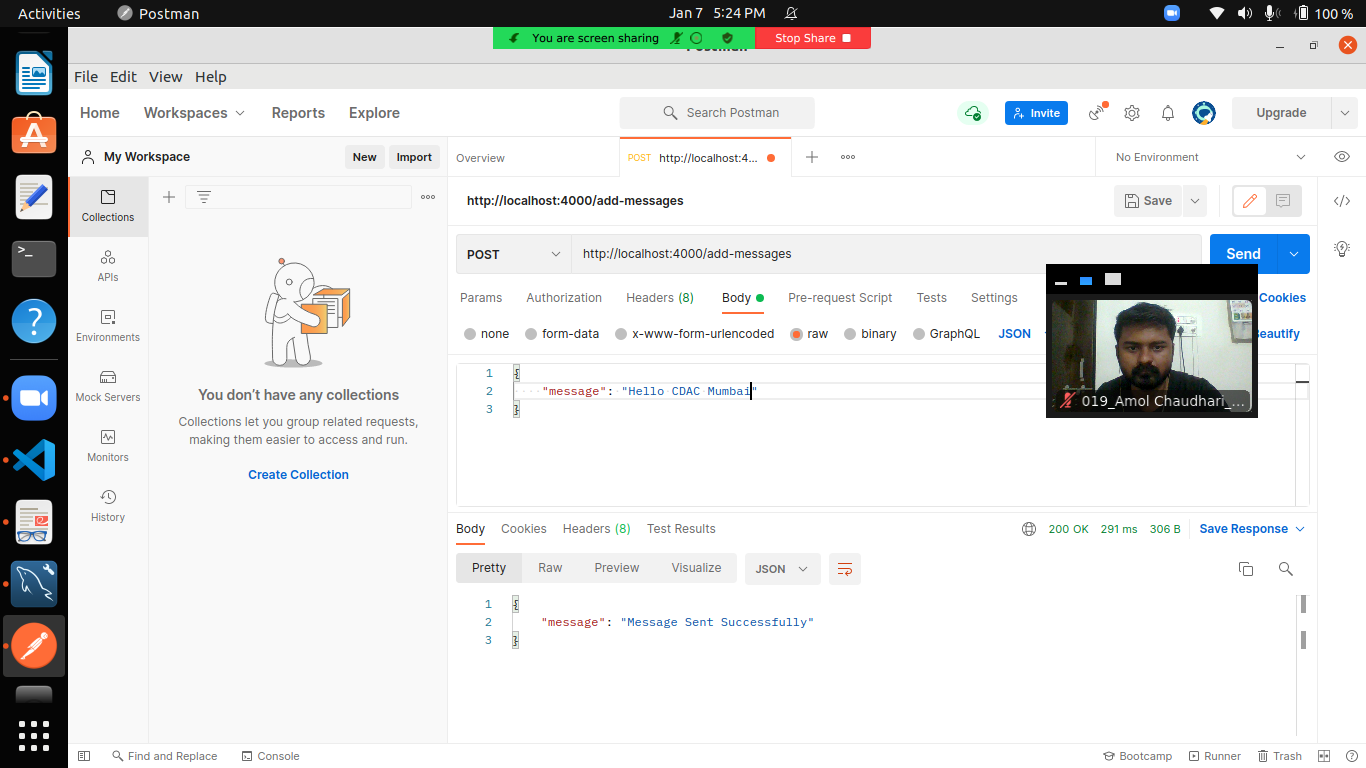 Activities Postman Jan 7 5:24 PM 100 %
You are screen sharing Stop Share
File Edit View Help
Home Workspaces Reports Explore Search Postman Invite Upgrade
My Workspace New Import Overview POST http://localhost:4... No Environment
Collections
APIs
Environments
Mock Servers
Monitors
History
You don't have any collections
Collections let you group related requests,
making them easier to access and run.
Create Collection
http://localhost:4000/add-messages Save
POST http://localhost:4000/add-messages Send
Params Authorization Headers (8) Body Pre-request Script Tests Settings Cookies
none form-data x-www-form-urlencoded raw binary GraphQL JSON Beautify
1 {
2 "message": "Hello CDAC Mumbai"
3 }
019_Amol Chaudhari_...
Body Cookies Headers (8) Test Results 200 OK 291 ms 306 B Save Response
Pretty Raw Preview Visualize JSON
1 {
2 "message": "Message Sent Successfully"
3 }
Find and Replace Console Bootcamp Runner Trash